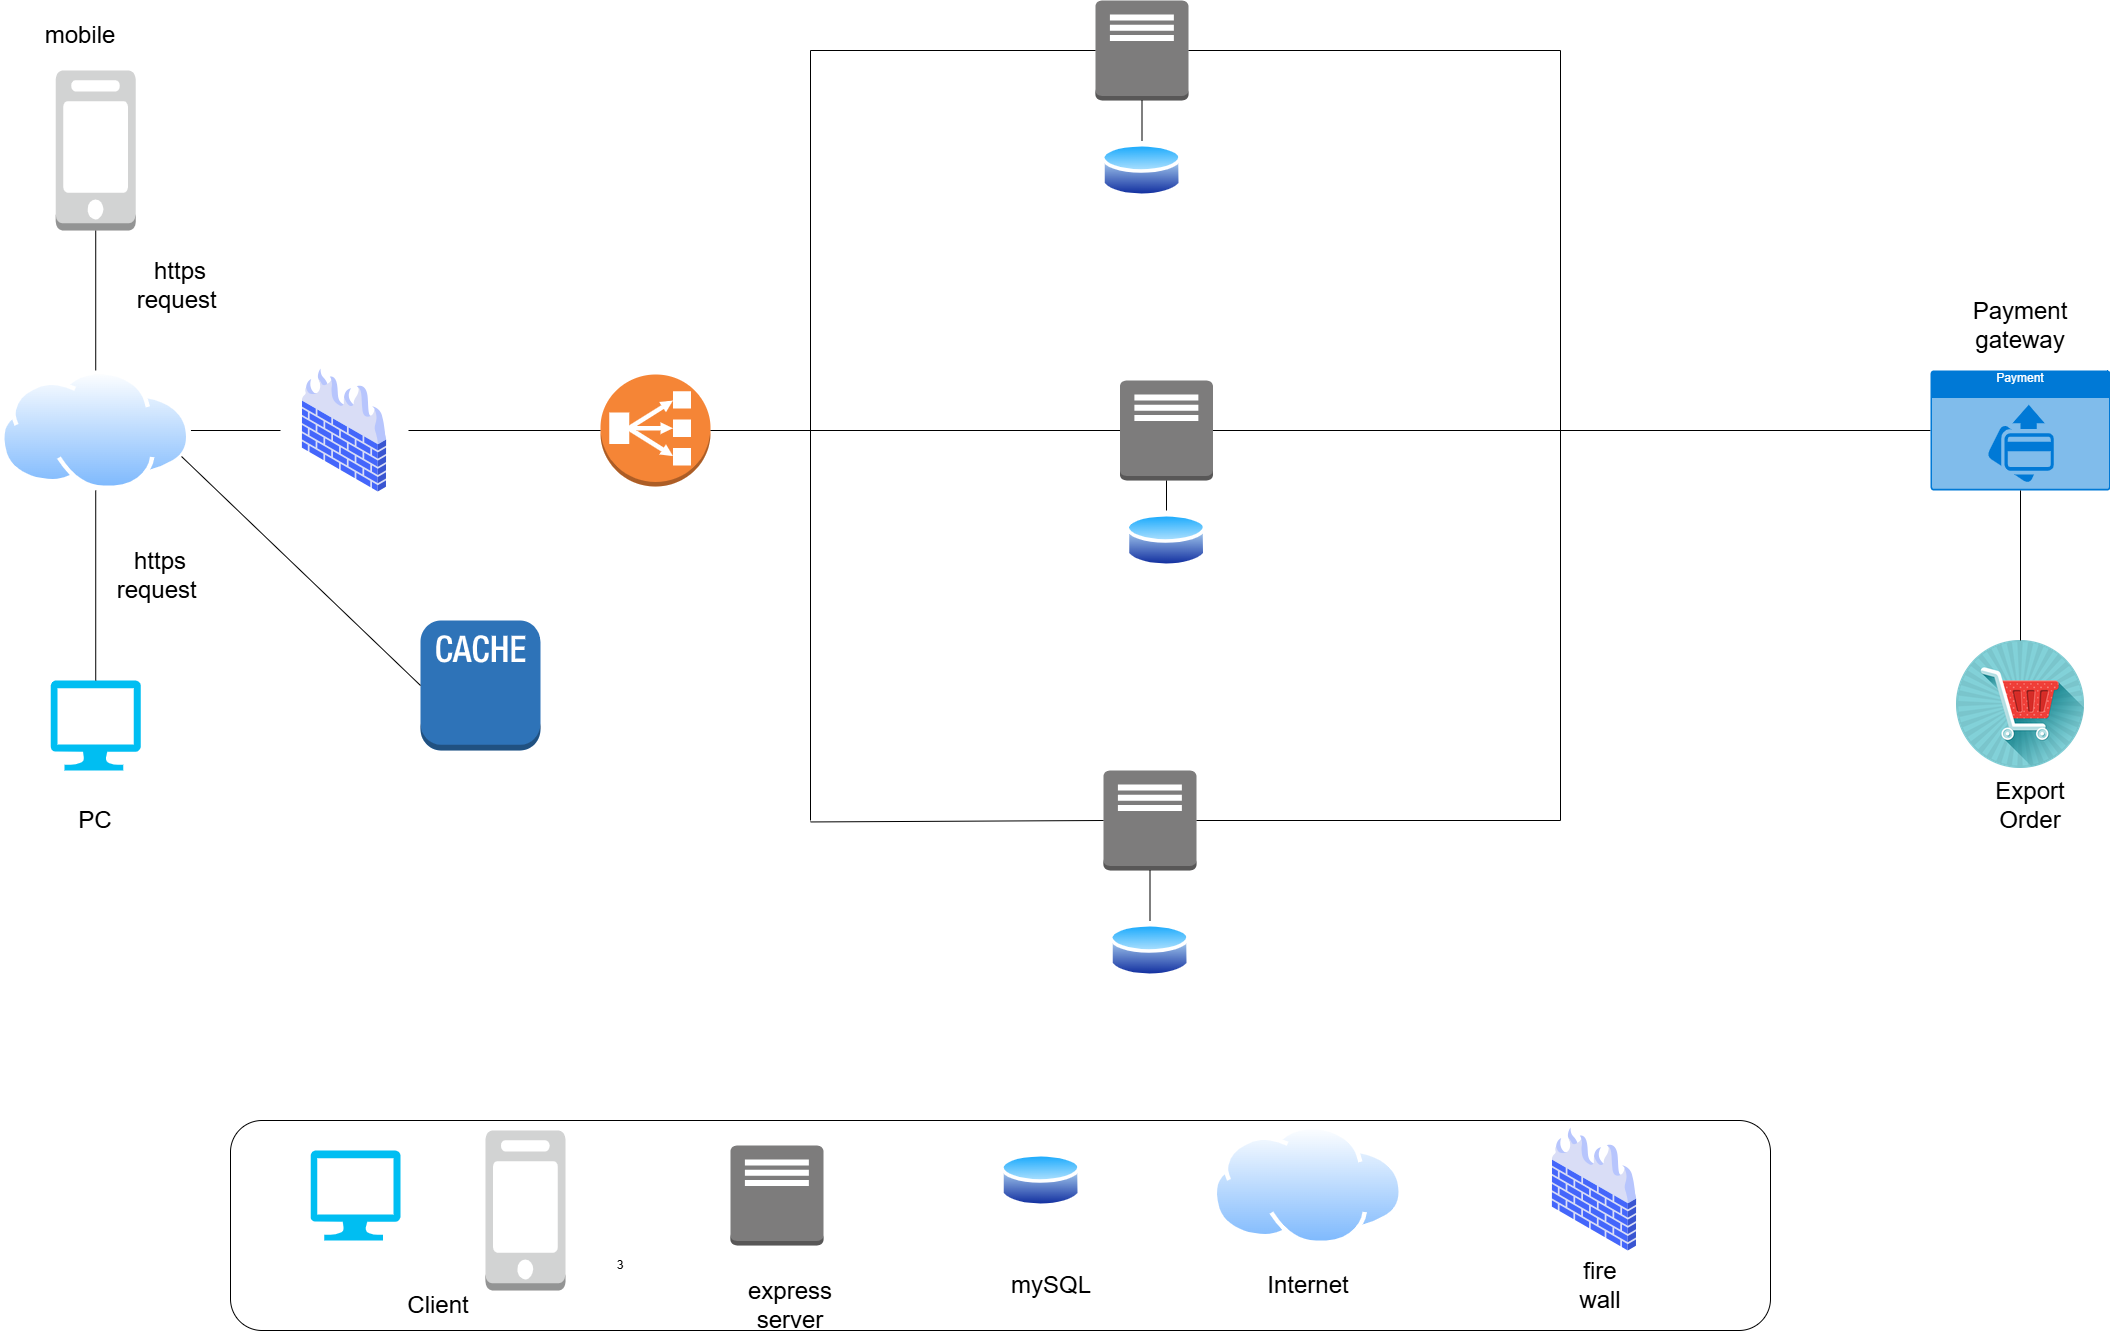 mobile
https
request
Payment
gateway
Payment
https
request
CACHE
PC
Export
Order
3
Client
express
server
mySQL
Internet
fire
wall